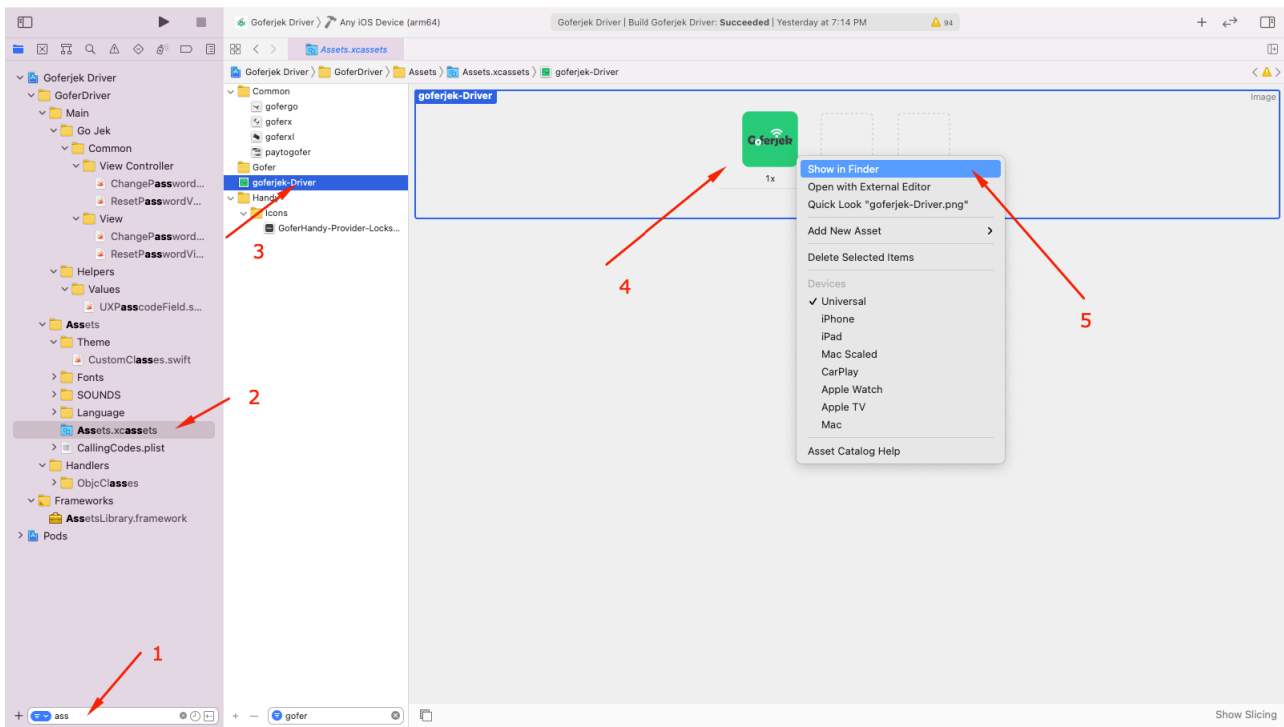 Goferjek Driver
Any iOS Device (arm64)
Goferjek Driver | Build Goferjek Driver: Succeeded | Yesterday at 7:14 PM
94
Assets.xcassets
Goferjek Driver
GoferDriver
Assets
Assets.xcassets
goferjek-Driver
Goferjek Driver
GoferDriver
Main
Go Jek
Common
View Controller
ChangePassword...
ResetPasswordV...
View
ChangePassword...
ResetPasswordVi...
Helpers
Values
UXPasscodeField.s...
Assets
Theme
CustomClasses.swift
Fonts
SOUNDS
Language
Assets.xcassets
CallingCodes.plist
Handlers
ObjcClasses
Frameworks
AssetsLibrary.framework
Pods
1
ass
2
Common
gofergo
goferx
goferxl
paytogofer
Gofer
goferjek-Driver
Handy
Icons
GoferHandy-Provider-Locks...
3
gofer
goferjek-Driver
Image
Goferjek
1x
4
Show in Finder
Open with External Editor
Quick Look "goferjek-Driver.png"
Add New Asset
Delete Selected Items
Devices
✓ Universal
iPhone
iPad
Mac Scaled
CarPlay
Apple Watch
Apple TV
Mac
Asset Catalog Help
5
Show Slicing